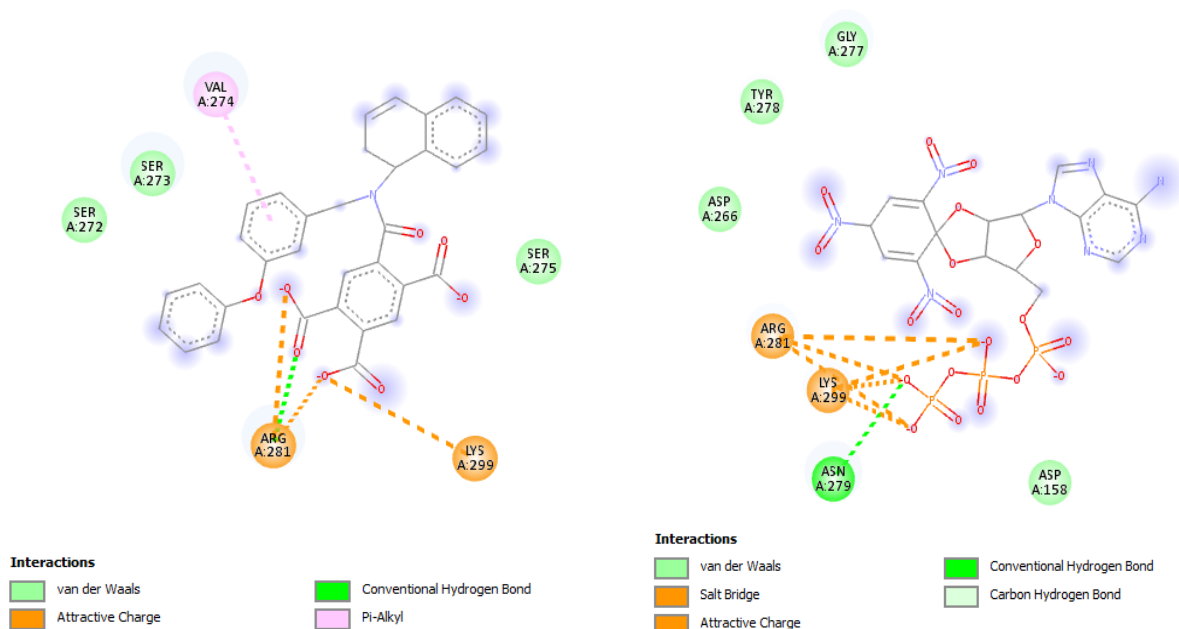 VAL
A:274
SER
A:273
SER
A:272
SER
A:275
N
O
O
O-
O
-O
O
-O
O
ARG
A:281
LYS
A:299
Interactions
van der Waals
Attractive Charge
Conventional Hydrogen Bond
Pi-Alkyl
GLY
A:277
TYR
A:278
ASP
A:266
O
N
O
O
N
O
O
N
O
O
O
O
N
N
N
N
N
O
P
O
O-
O
P
-O
O
O
P
-O
-O
O
ARG
A:281
LYS
A:299
ASN
A:279
ASP
A:158
Interactions
van der Waals
Salt Bridge
Attractive Charge
Conventional Hydrogen Bond
Carbon Hydrogen Bond